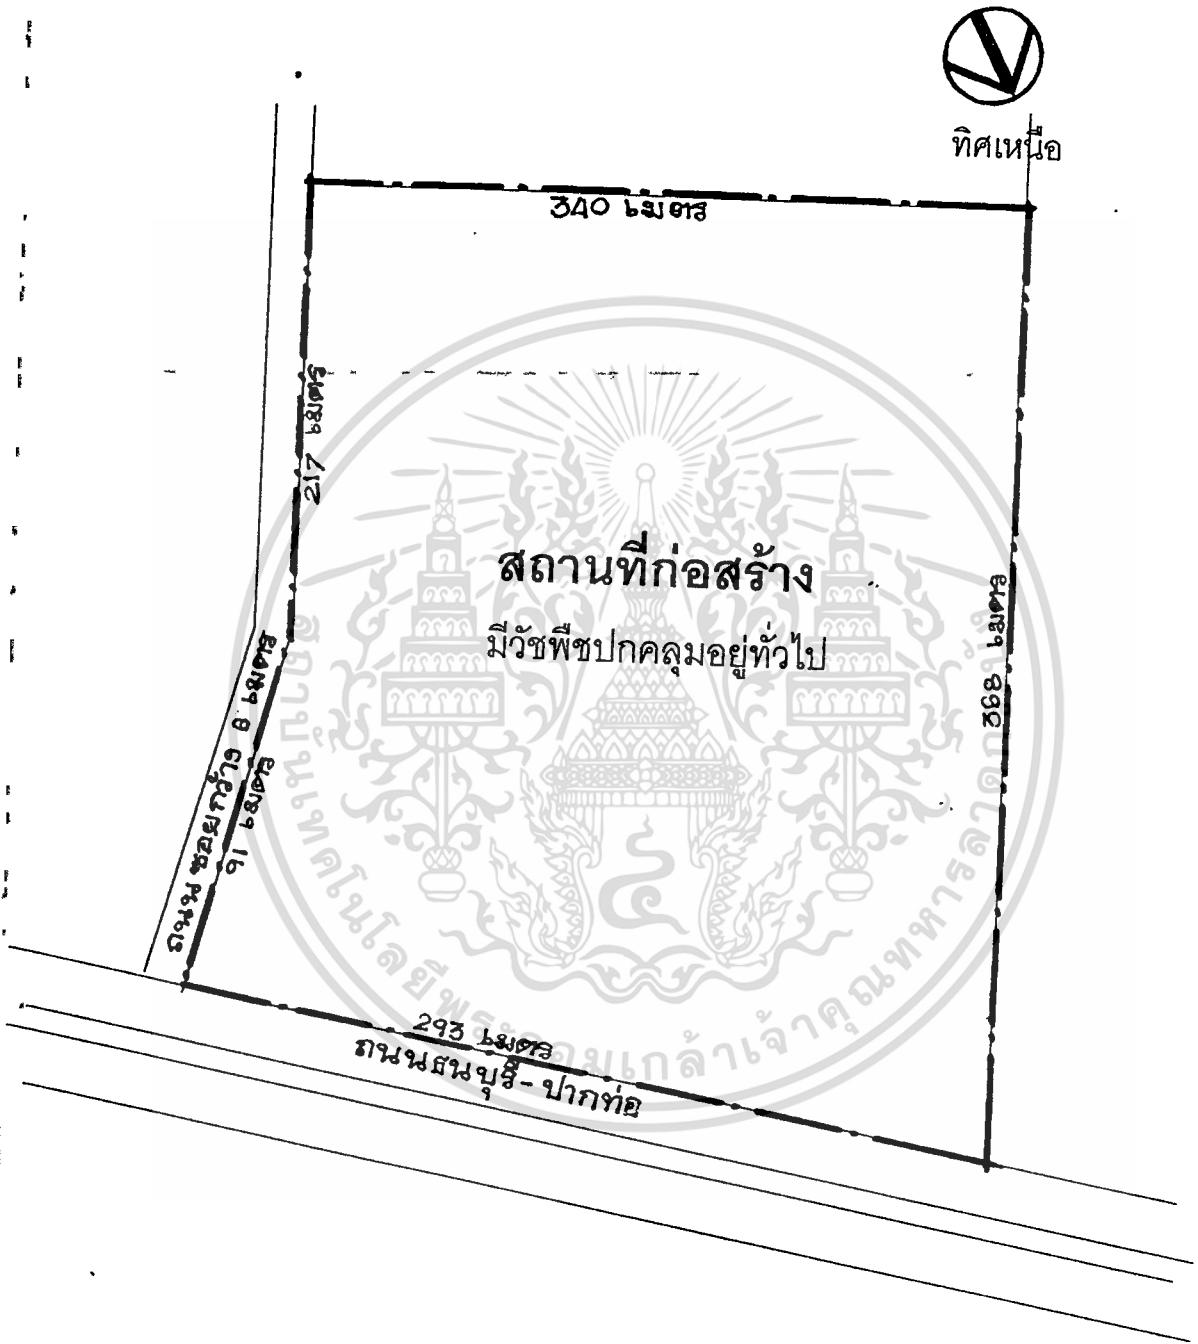 ทิศเหนือ
340 เมตร
217 เมตร
สถานที่ก่อสร้าง
มีวัชพืชปกคลุมอยู่ทั่วไป
368 เมตร
ถนนซอยกว้าง 8 เมตร
91 เมตร
293 เมตร
ถนนธนบุรี-ปากท่อ